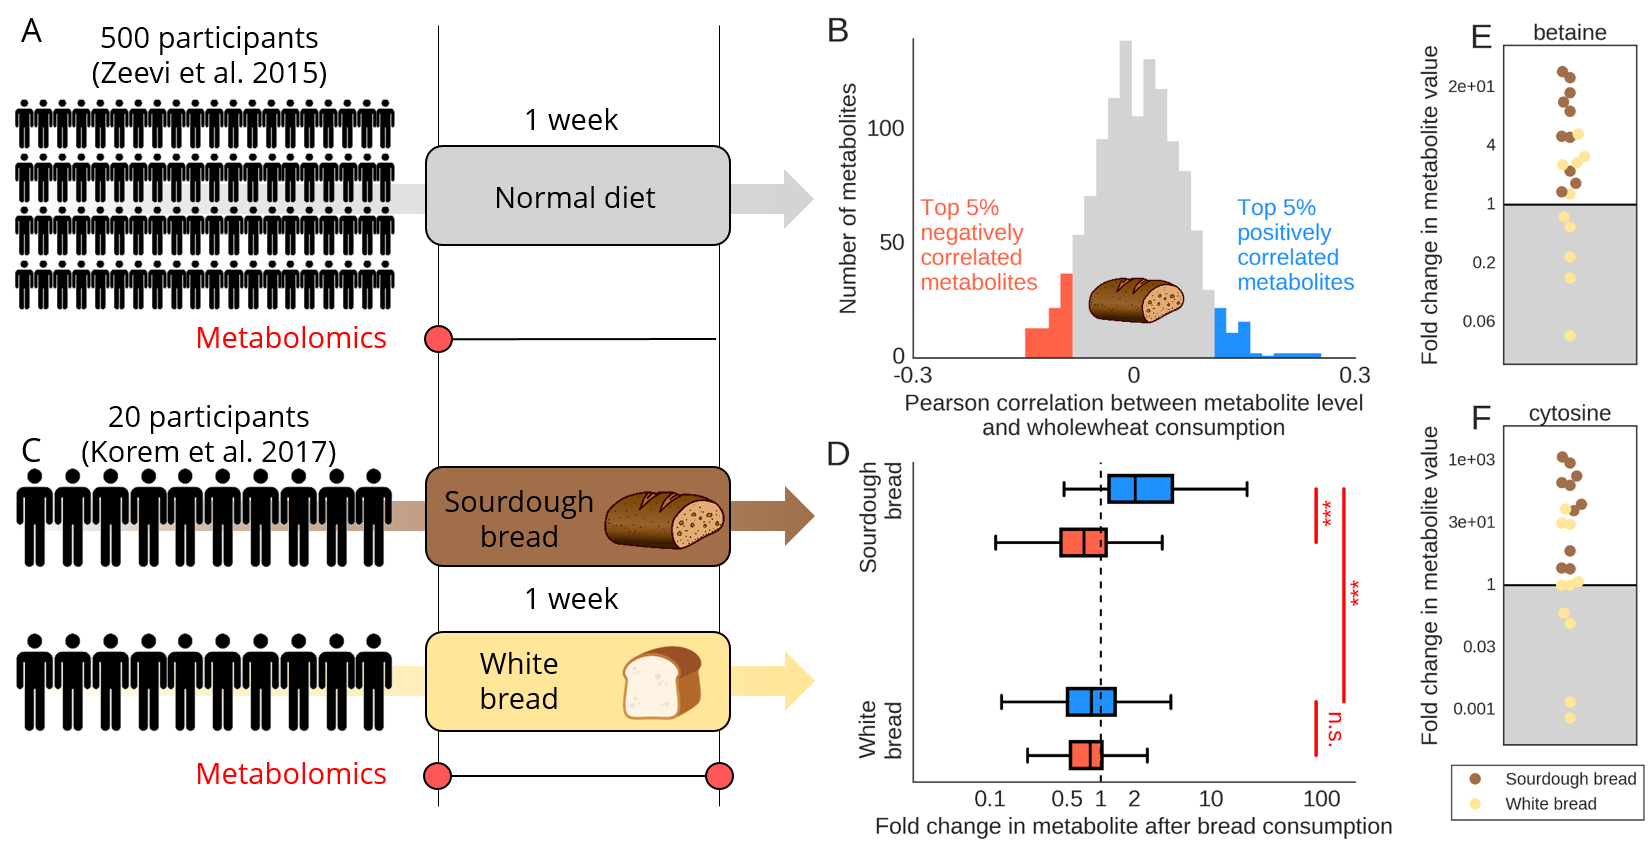 A
500 participants
(Zeevi et al. 2015)
1 week
Normal diet
Metabolomics
B
Number of metabolites
100
50
0
-0.3
0
0.3
Top 5%
negatively
correlated
metabolites
Top 5%
positively
correlated
metabolites
Pearson correlation between metabolite level
and wholewheat consumption
C
20 participants
(Korem et al. 2017)
Sourdough
bread
1 week
White
bread
Metabolomics
D
Sourdough
bread
White
bread
***
***
n.s.
0.1
0.5
1
2
10
100
Fold change in metabolite after bread consumption
E
betaine
Fold change in metabolite value
2e+01
4
1
0.2
0.06
F
cytosine
Fold change in metabolite value
1e+03
3e+01
1
0.03
0.001
Sourdough bread
White bread